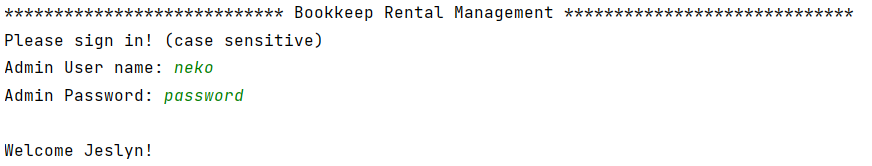 **************************** Bookkeep Rental Management *****************************
Please sign in! (case sensitive)
Admin User name: neko
Admin Password: password
Welcome Jeslyn!